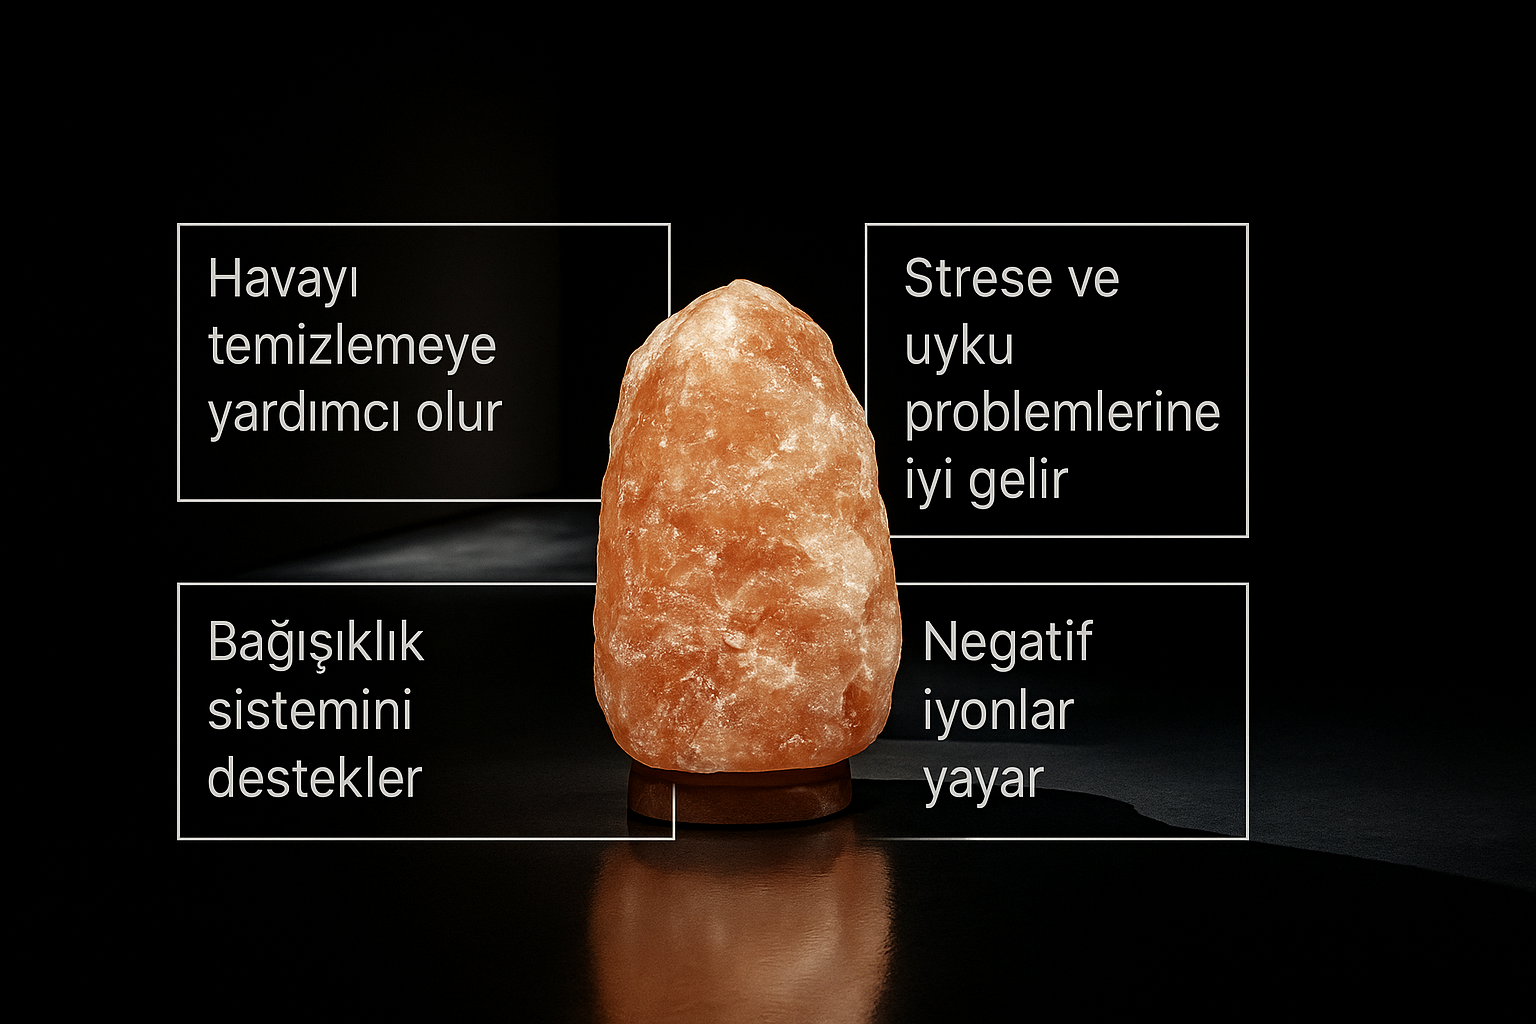 Havayı
temizlemeye
yardımcı olur
Strese ve
uyku
problemlerine
iyi gelir
Bağışıklık
sistemini
destekler
Negatif
iyonlar
yayar